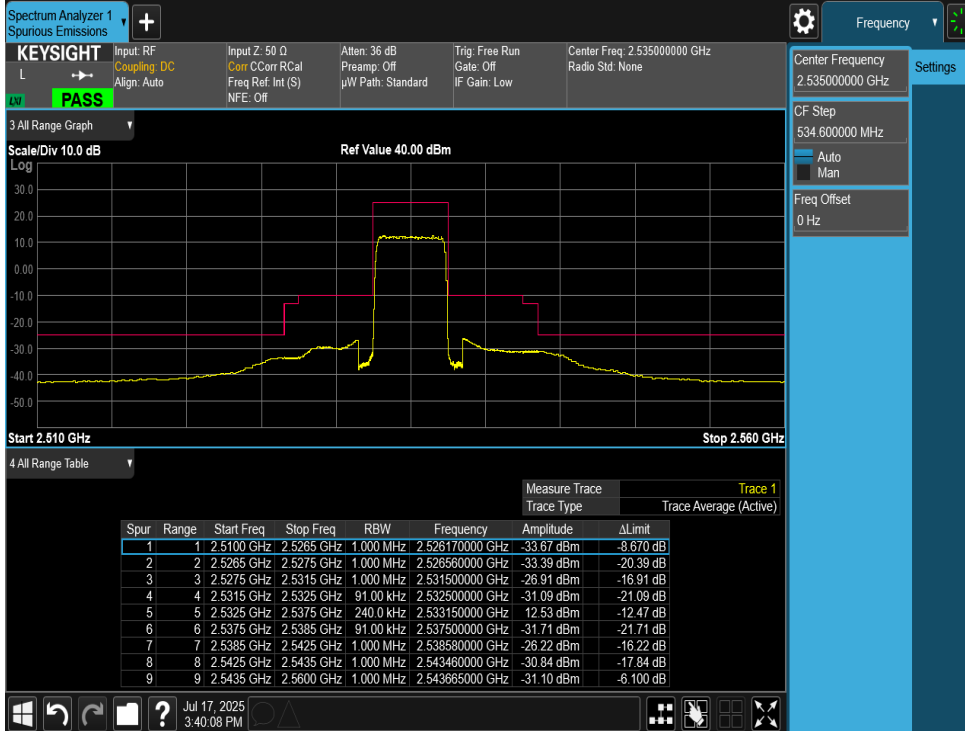 Spectrum Analyzer 1
Spurious Emissions
+
Frequency
KEYSIGHT
L
LXI
PASS
Input: RF
Coupling: DC
Align: Auto
Input Z: 50 Ω
Corr CCorr RCal
Freq Ref: Int (S)
NFE: Off
Atten: 36 dB
Preamp: Off
µW Path: Standard
Trig: Free Run
Gate: Off
IF Gain: Low
Center Freq: 2.535000000 GHz
Radio Std: None
Center Frequency
2.535000000 GHz
Settings
CF Step
534.600000 MHz
Auto
Man
Freq Offset
0 Hz
3 All Range Graph
Scale/Div 10.0 dB
Ref Value 40.00 dBm
Log
30.0
20.0
10.0
0.00
-10.0
-20.0
-30.0
-40.0
-50.0
Start 2.510 GHz
Stop 2.560 GHz
4 All Range Table
Measure Trace Trace 1
Trace Type Trace Average (Active)
Spur Range Start Freq Stop Freq RBW Frequency Amplitude ΔLimit
1 1 2.5100 GHz 2.5265 GHz 1.000 MHz 2.526170000 GHz -33.67 dBm -8.670 dB
2 2 2.5265 GHz 2.5275 GHz 1.000 MHz 2.526560000 GHz -33.39 dBm -20.39 dB
3 3 2.5275 GHz 2.5315 GHz 1.000 MHz 2.531500000 GHz -26.91 dBm -16.91 dB
4 4 2.5315 GHz 2.5325 GHz 91.00 kHz 2.532500000 GHz -31.09 dBm -21.09 dB
5 5 2.5325 GHz 2.5375 GHz 240.0 kHz 2.533150000 GHz 12.53 dBm -12.47 dB
6 6 2.5375 GHz 2.5385 GHz 91.00 kHz 2.537500000 GHz -31.71 dBm -21.71 dB
7 7 2.5385 GHz 2.5425 GHz 1.000 MHz 2.538580000 GHz -26.22 dBm -16.22 dB
8 8 2.5425 GHz 2.5435 GHz 1.000 MHz 2.543460000 GHz -30.84 dBm -17.84 dB
9 9 2.5435 GHz 2.5600 GHz 1.000 MHz 2.543665000 GHz -31.10 dBm -6.100 dB
?
Jul 17, 2025
3:40:08 PM